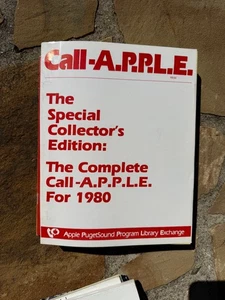 Call-A.P.P.L.E.
The
Special
Collector's
Edition:
The Complete
Call-A.P.P.L.E.
For 1980
Apple PugetSound Program Library Exchange